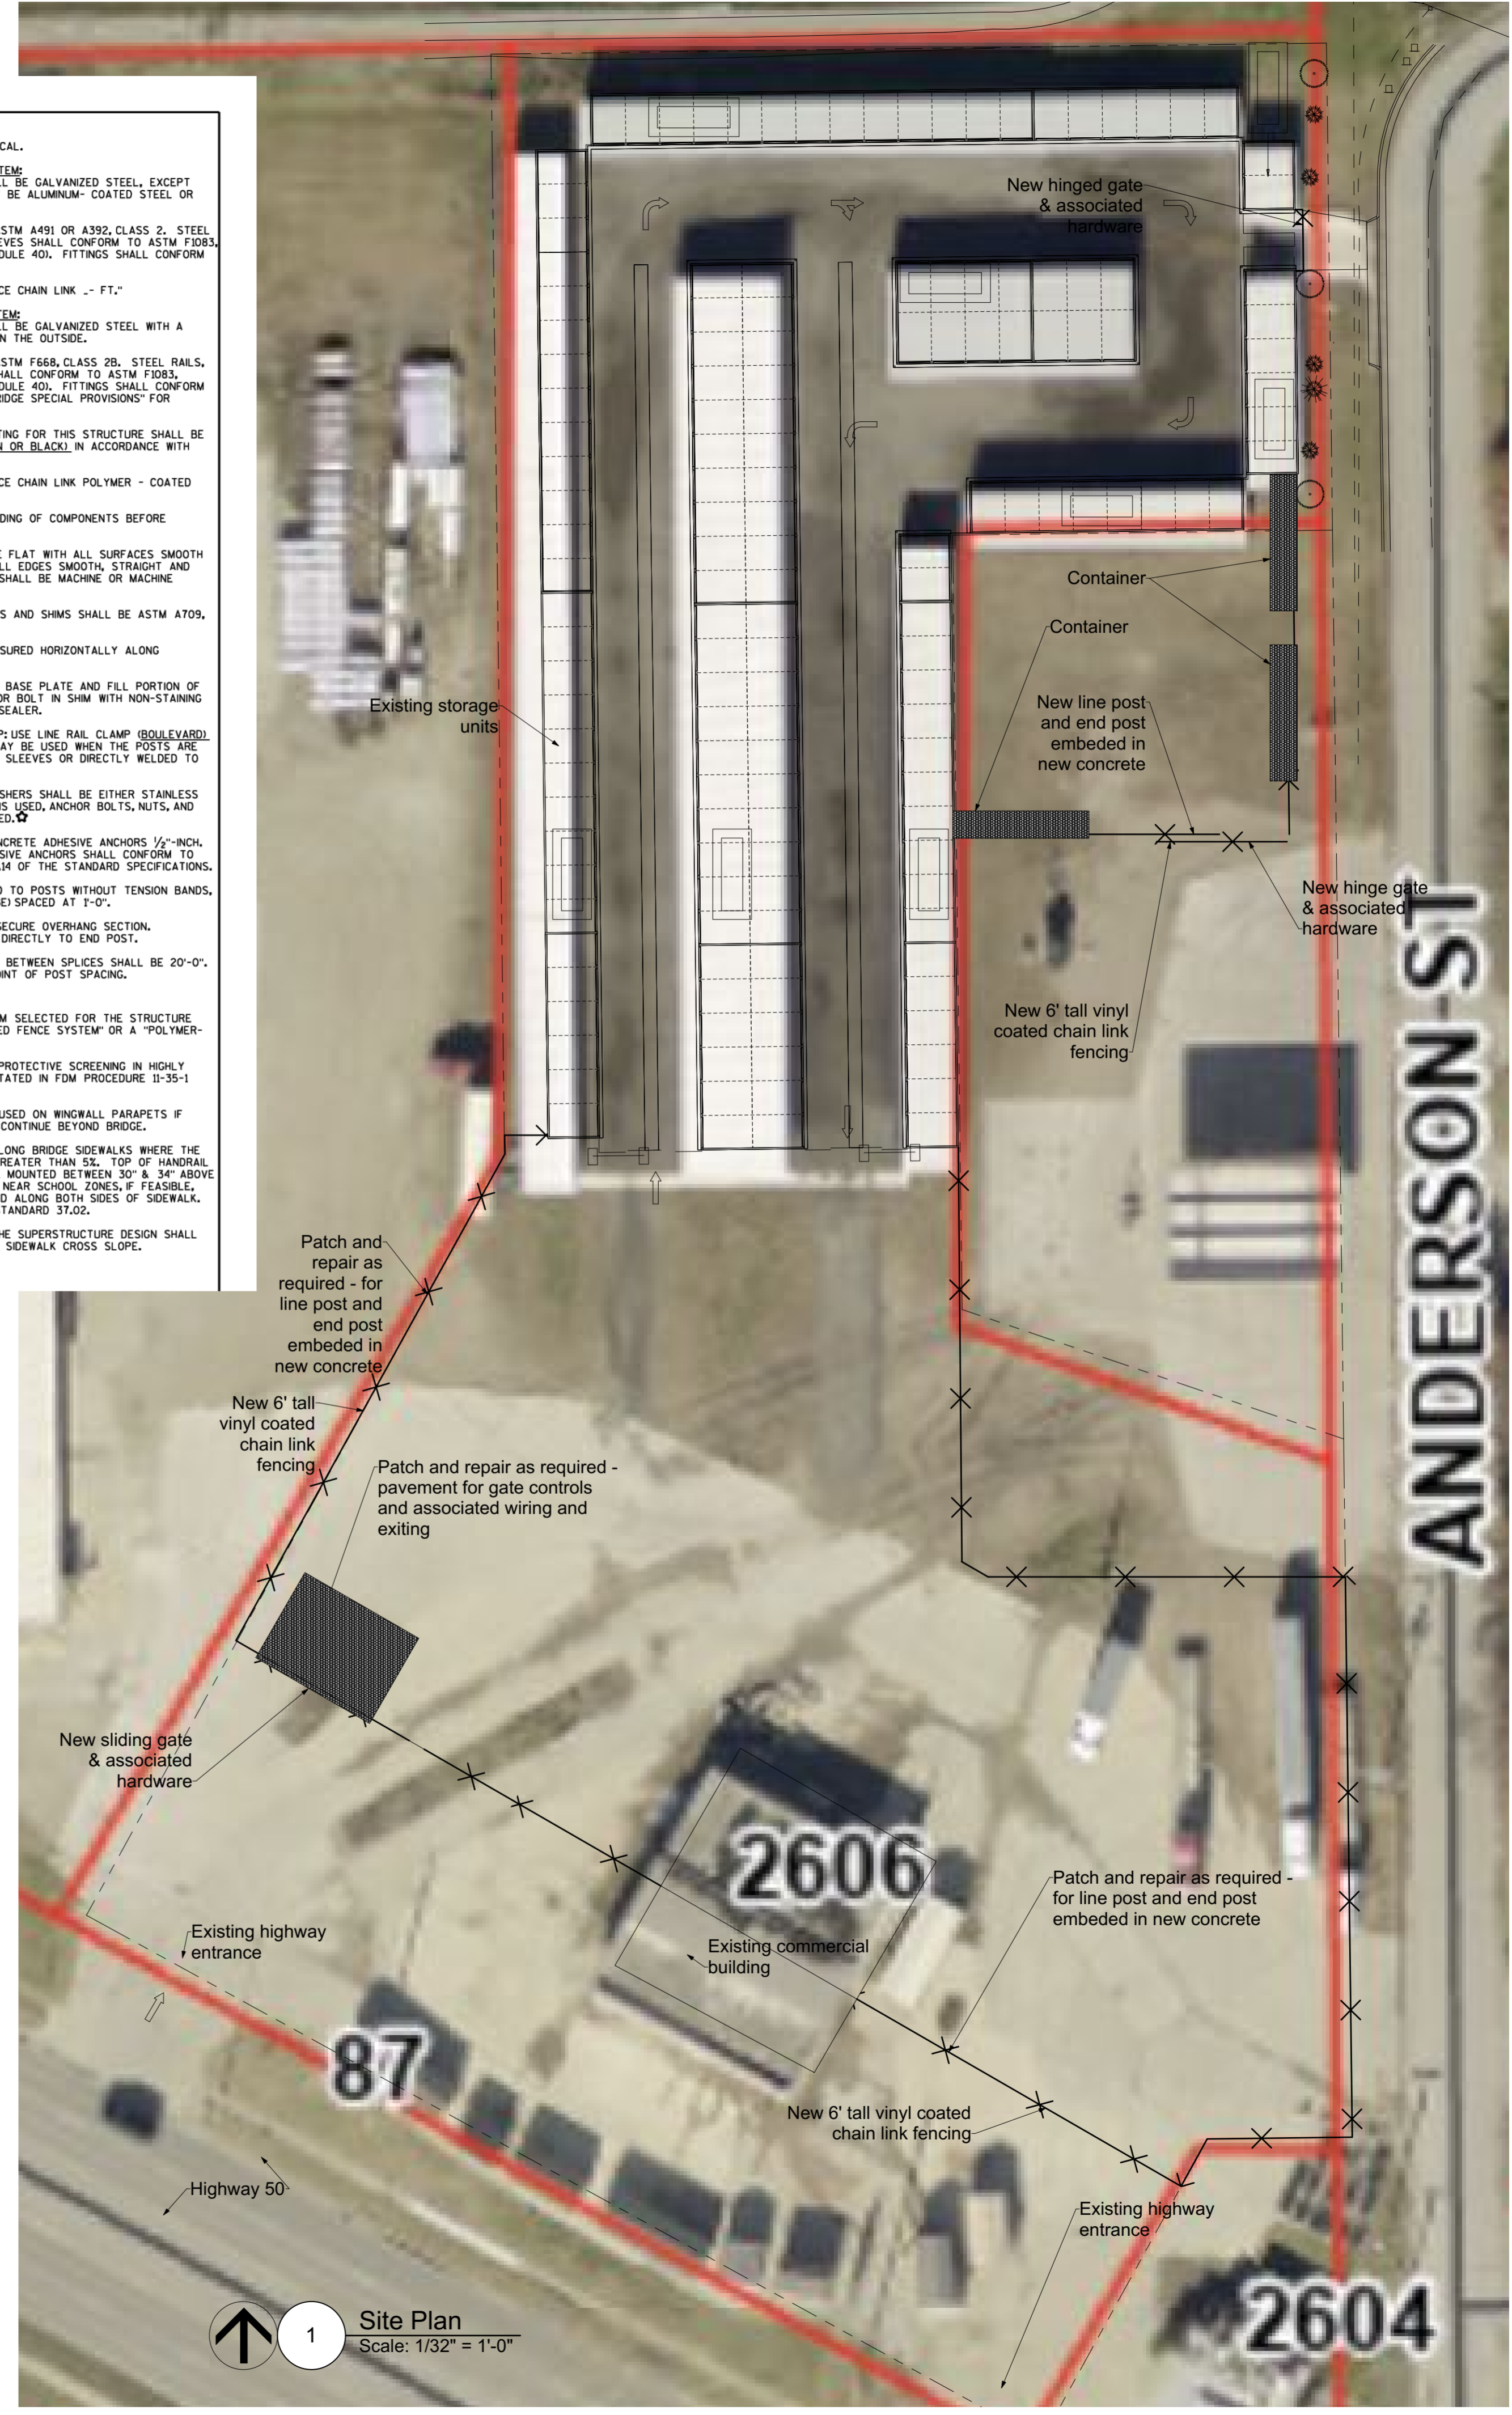 CAL.
TEM:
LL BE GALVANIZED STEEL, EXCEPT
BE ALUMINUM- COATED STEEL OR
STM A491 OR A392, CLASS 2. STEEL
EVES SHALL CONFORM TO ASTM F1083,
DULE 40). FITTINGS SHALL CONFORM
CE CHAIN LINK _- FT."
TEM:
LL BE GALVANIZED STEEL WITH A
N THE OUTSIDE.
STM F668, CLASS 2B. STEEL RAILS,
HALL CONFORM TO ASTM F1083,
DULE 40). FITTINGS SHALL CONFORM
RIDGE SPECIAL PROVISIONS" FOR
TING FOR THIS STRUCTURE SHALL BE
N OR BLACK) IN ACCORDANCE WITH
CE CHAIN LINK POLYMER - COATED
DING OF COMPONENTS BEFORE
E FLAT WITH ALL SURFACES SMOOTH
LL EDGES SMOOTH, STRAIGHT AND
SHALL BE MACHINE OR MACHINE
S AND SHIMS SHALL BE ASTM A709,
SURED HORIZONTALLY ALONG
BASE PLATE AND FILL PORTION OF
OR BOLT IN SHIM WITH NON-STAINING
SEALER.
P: USE LINE RAIL CLAMP (BOULEVARD)
AY BE USED WHEN THE POSTS ARE
SLEEVES OR DIRECTLY WELDED TO
SHERS SHALL BE EITHER STAINLESS
IS USED, ANCHOR BOLTS, NUTS, AND
ED.
NCRETE ADHESIVE ANCHORS 1/2"-INCH.
SIVE ANCHORS SHALL CONFORM TO
.14 OF THE STANDARD SPECIFICATIONS.
D TO POSTS WITHOUT TENSION BANDS,
SE) SPACED AT 1'-0".
SECURE OVERHANG SECTION.
DIRECTLY TO END POST.
BETWEEN SPLICES SHALL BE 20'-0".
OINT OF POST SPACING.
M SELECTED FOR THE STRUCTURE
ED FENCE SYSTEM" OR A "POLYMER-
PROTECTIVE SCREENING IN HIGHLY
TATED IN FDM PROCEDURE 11-35-1
USED ON WINGWALL PARAPETS IF
CONTINUE BEYOND BRIDGE.
LONG BRIDGE SIDEWALKS WHERE THE
REATER THAN 5%. TOP OF HANDRAIL
MOUNTED BETWEEN 30" & 34" ABOVE
NEAR SCHOOL ZONES, IF FEASIBLE,
D ALONG BOTH SIDES OF SIDEWALK.
STANDARD 37.02.
HE SUPERSTRUCTURE DESIGN SHALL
SIDEWALK CROSS SLOPE.
New hinged gate
& associated
hardware
Container
Container
Existing storage
units
New line post
and end post
embeded in
new concrete
New hinge gate
& associated
hardware
New 6' tall vinyl
coated chain link
fencing
ANDERSON ST
Patch and
repair as
required - for
line post and
end post
embeded in
new concrete
New 6' tall
vinyl coated
chain link
fencing
Patch and repair as required -
pavement for gate controls
and associated wiring and
exiting
New sliding gate
& associated
hardware
2606
Patch and repair as required -
for line post and end post
embeded in new concrete
Existing highway
entrance
Existing commercial
building
87
New 6' tall vinyl coated
chain link fencing
Highway 50
Existing highway
entrance
2604
1
Site Plan
Scale: 1/32" = 1'-0"